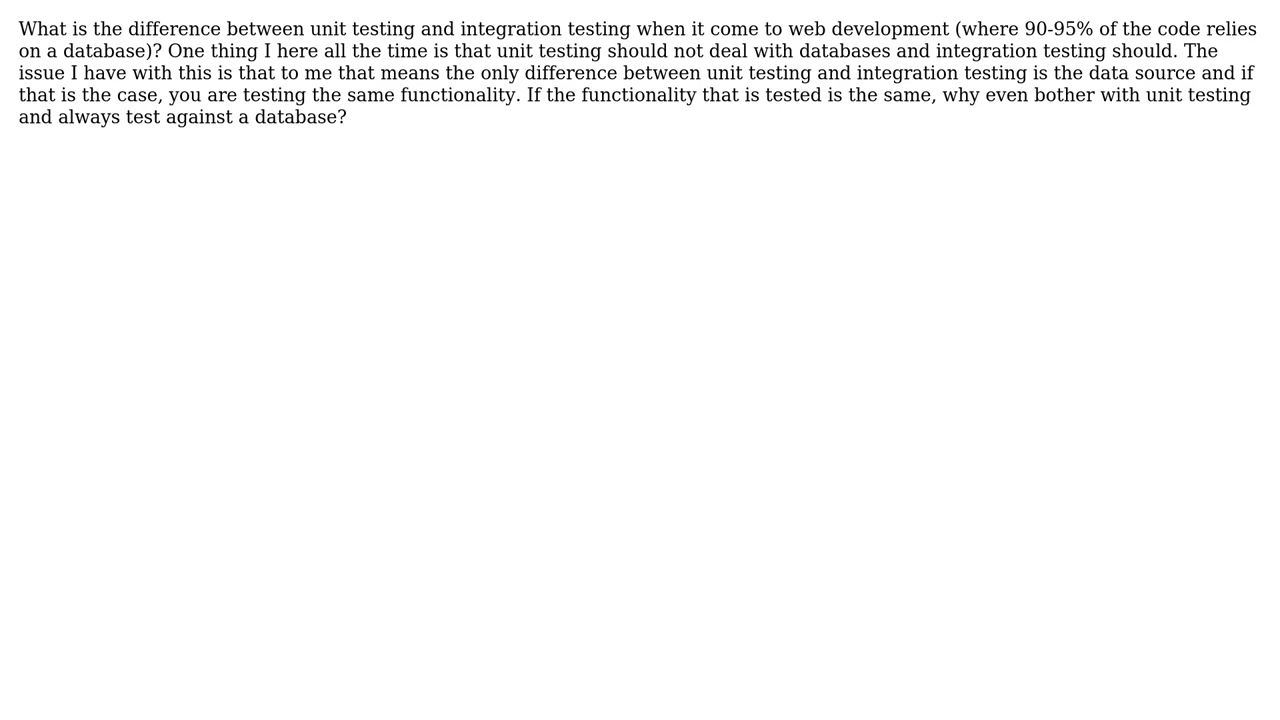 What is the difference between unit testing and integration testing when it come to web development (where 90-95% of the code relies
on a database)? One thing I here all the time is that unit testing should not deal with databases and integration testing should. The
issue I have with this is that to me that means the only difference between unit testing and integration testing is the data source and if
that is the case, you are testing the same functionality. If the functionality that is tested is the same, why even bother with unit testing
and always test against a database?